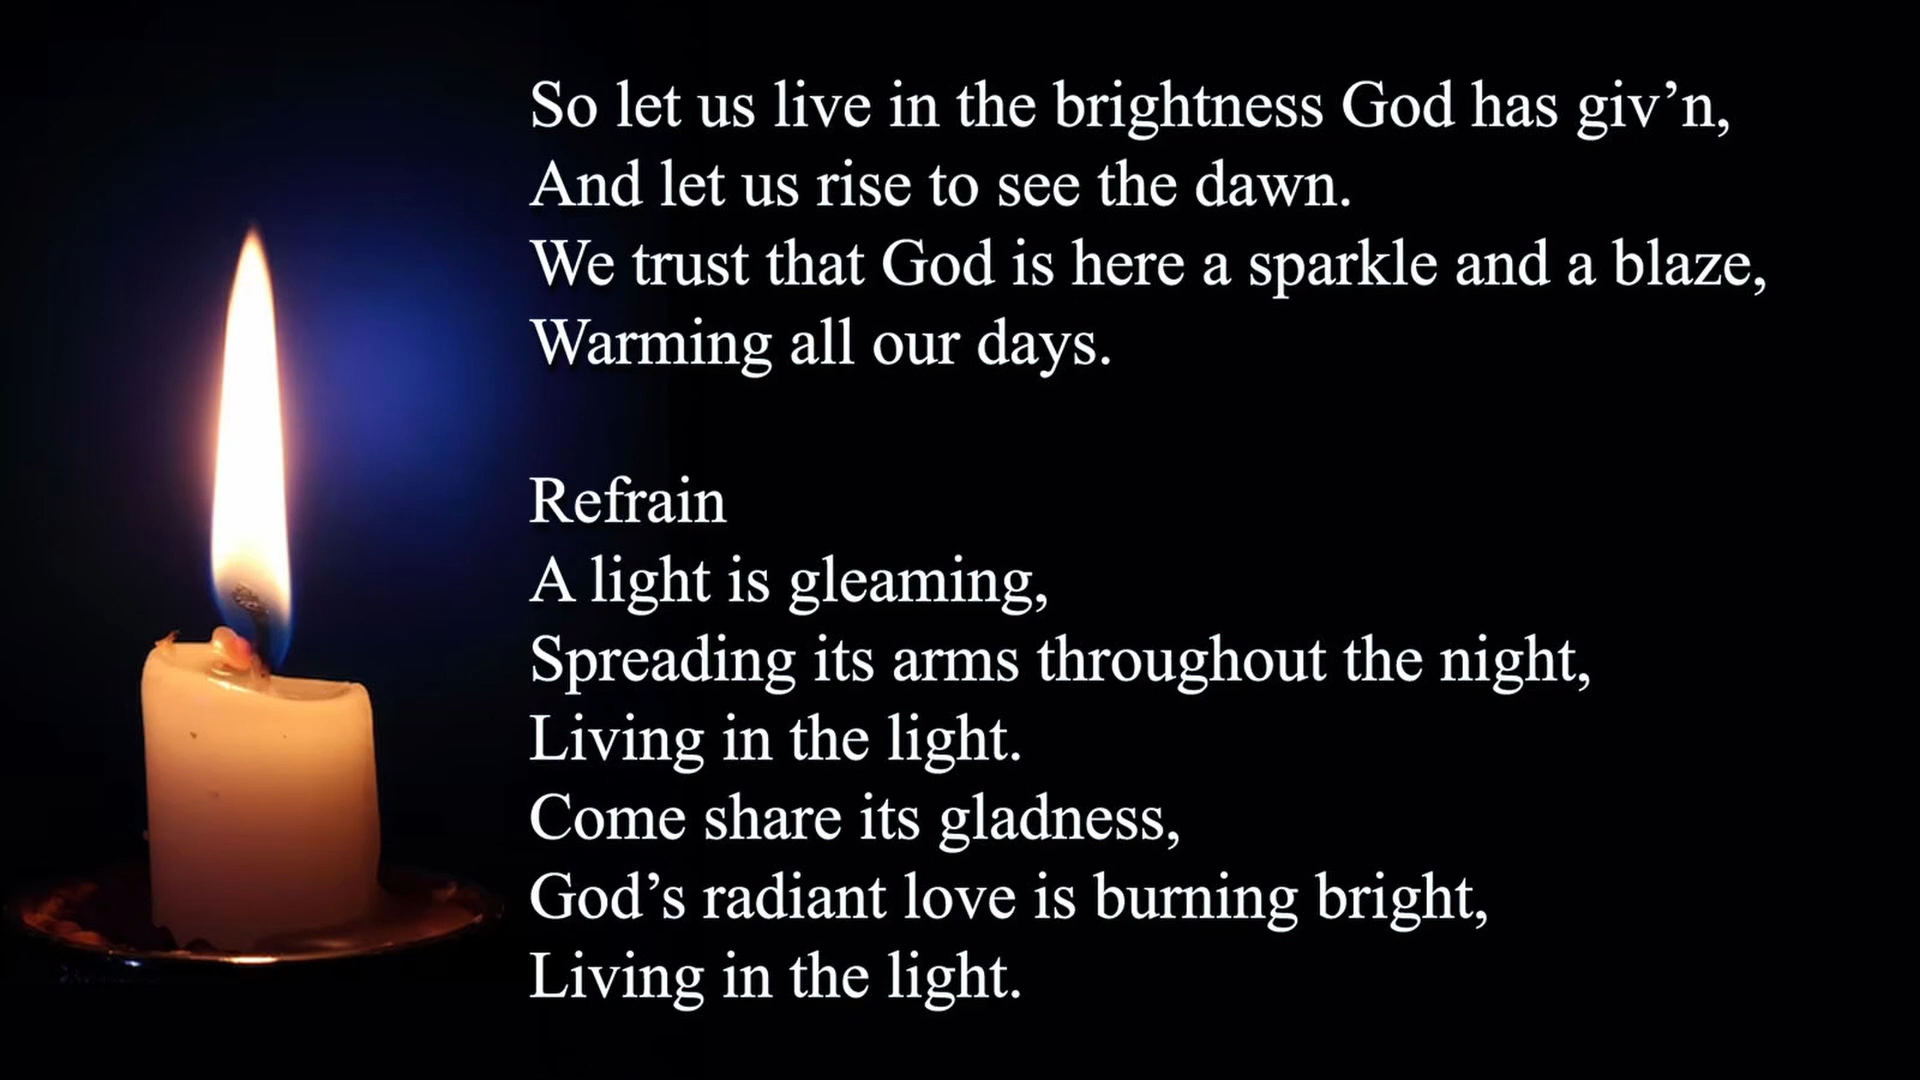 So let us live in the brightness God has giv’n,
And let us rise to see the dawn.
We trust that God is here a sparkle and a blaze,
Warming all our days.
Refrain
A light is gleaming,
Spreading its arms throughout the night,
Living in the light.
Come share its gladness,
God’s radiant love is burning bright,
Living in the light.